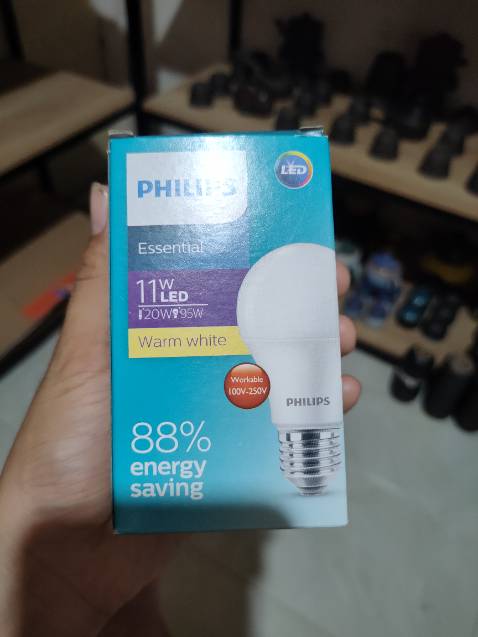 PHILIPS
LED
Essential
11W
LED
20W 95W
Warm white
Workable
100V-250V
PHILIPS
88%
energy
saving